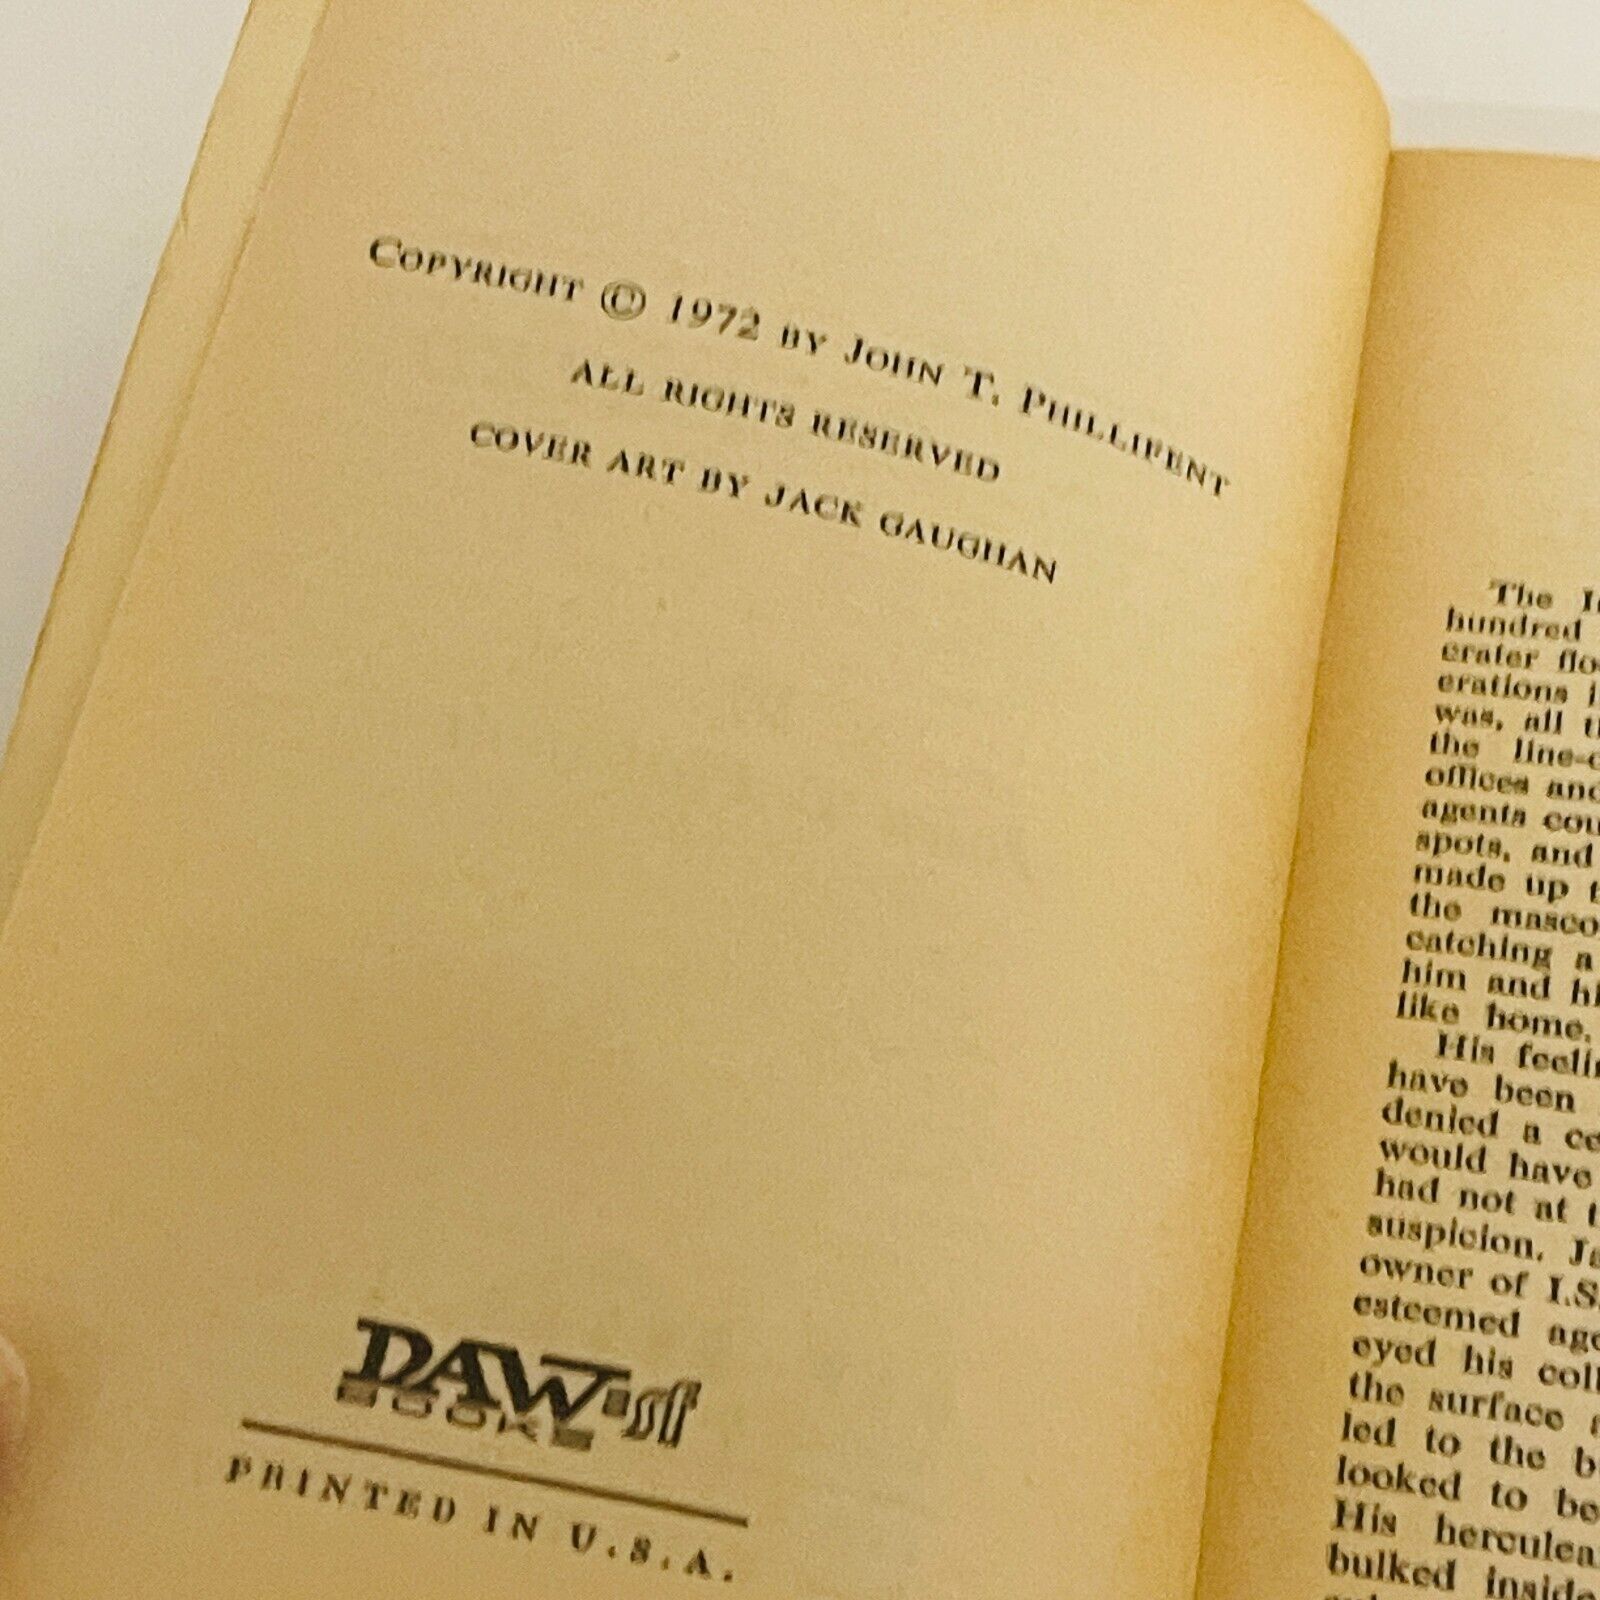 COPYRIGHT © 1972 BY JOHN T. PHILLIFENT
ALL RIGHTS RESERVED
COVER ART BY JACK GAUGHAN
DAW sf
BOOKS
PRINTED IN U.S.A.
The
hundred
crater
erations
was, all
the line-
offices and
agents
spots, and
made up
the
catching a
him and
like home.
His
have been
denied a
would have
had not at
suspicion.
owner of I.S.
esteemed
eyed his
the surface
led to the
looked to
His
bulked inside